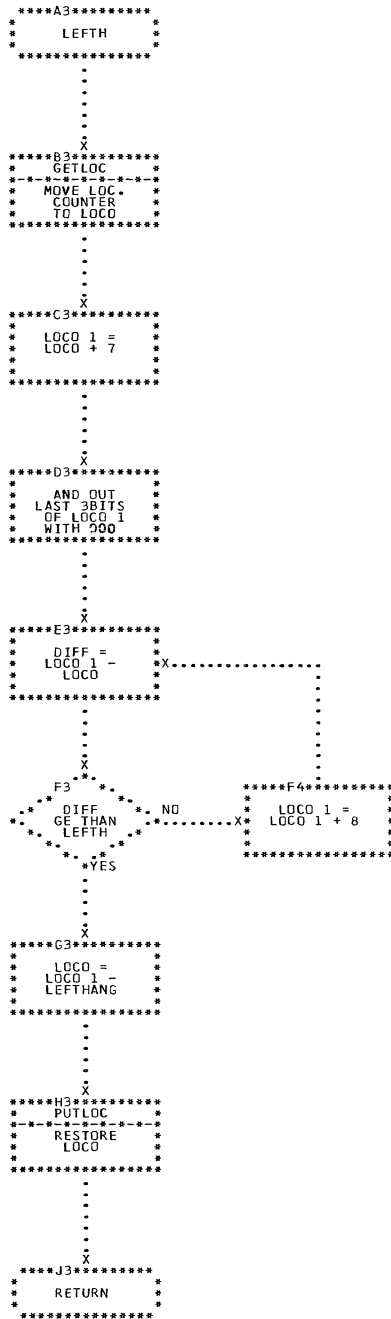 A3
LEFTH
B3
GETLOC
MOVE LOC.
COUNTER
TO LOCO
C3
LOCO 1 =
LOCO + 7
D3
AND OUT
LAST 3BITS
OF LOCO 1
WITH 000
E3
DIFF =
LOCO 1 -
LOCO
F3
DIFF
GE THAN
LEFTH
NO
YES
F4
LOCO 1 =
LOCO 1 + 8
G3
LOCO =
LOCO 1 -
LEFTHANG
H3
PUTLOC
RESTORE
LOCO
J3
RETURN